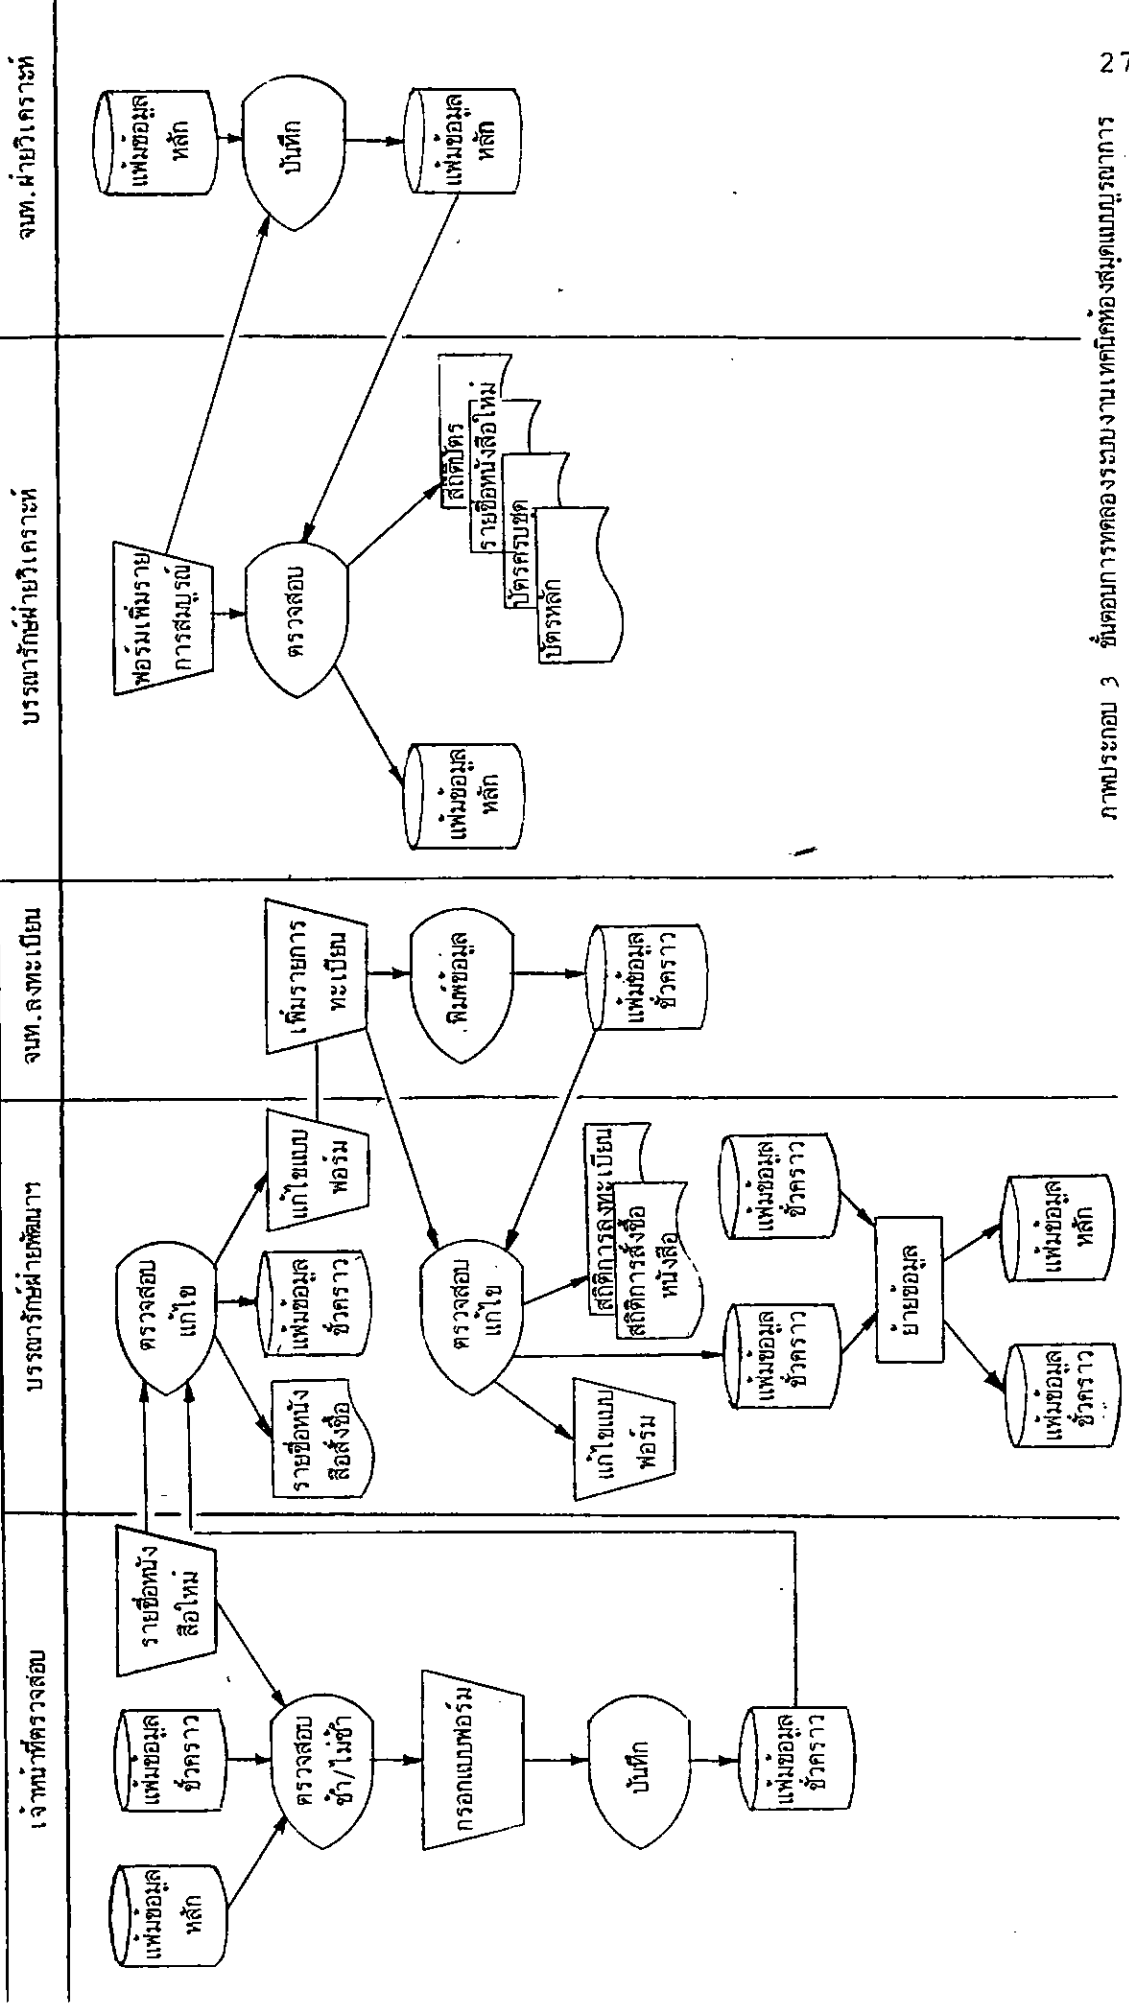 27
เจ้าหน้าที่ตรวจสอบ
บรรณารักษ์ฝ่ายพัฒนาฯ
จนท.ลงทะเบียน
บรรณารักษ์ฝ่ายวิเคราะห์
จนท.ฝ่ายวิเคราะห์
แฟ้มข้อมูล
หลัก
แฟ้มข้อมูล
ชั่วคราว
รายชื่อหนัง
สือใหม่
ตรวจสอบ
ซ้ำ/ไม่ซ้ำ
กรอกแบบฟอร์ม
บันทึก
แฟ้มข้อมูล
ชั่วคราว
ตรวจสอบ
แก้ไข
รายชื่อหนัง
สือสั่งซื้อ
แฟ้มข้อมูล
ชั่วคราว
แก้ไขแบบ
ฟอร์ม
ตรวจสอบ
แก้ไข
แก้ไขแบบ
ฟอร์ม
สถิติการลงทะเบียน
สถิติการสั่งซื้อ
หนังสือ
แฟ้มข้อมูล
ชั่วคราว
แฟ้มข้อมูล
ชั่วคราว
ย้ายข้อมูล
แฟ้มข้อมูล
ชั่วคราว
แฟ้มข้อมูล
หลัก
เพิ่มรายการ
ทะเบียน
พิมพ์ข้อมูล
แฟ้มข้อมูล
ชั่วคราว
ฟอร์มเพิ่มราย
การสมบูรณ์
ตรวจสอบ
แฟ้มข้อมูล
หลัก
สถิติบัตร
รายชื่อหนังสือใหม่
บัตรครบชุด
บัตรหลัก
แฟ้มข้อมูล
หลัก
บันทึก
แฟ้มข้อมูล
หลัก
ภาพประกอบ 3 ขั้นตอนการทดลองระบบงานเทคนิคห้องสมุดแบบบูรณาการ